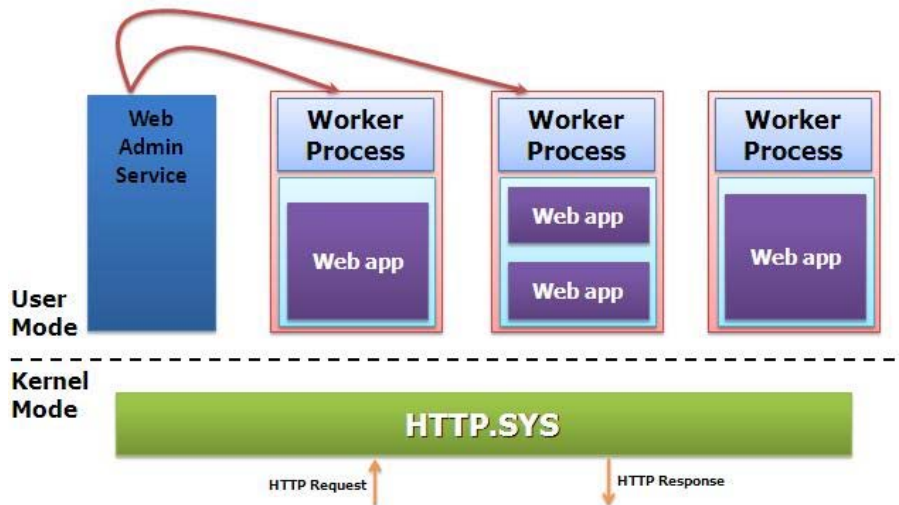 Web
Admin
Service
Worker
Process
Web app
Worker
Process
Web app
Web app
Worker
Process
Web app
User
Mode
Kernel
Mode
HTTP.SYS
HTTP Request
HTTP Response